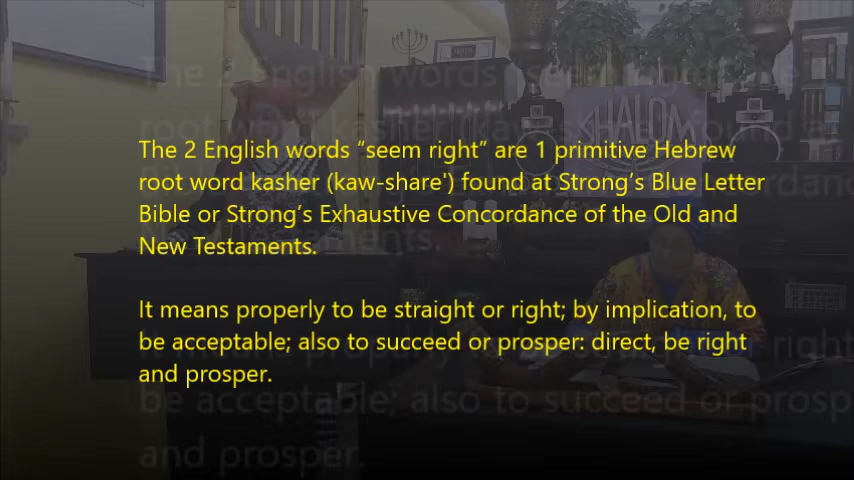 The 2 English words “seem right” are 1 primitive Hebrew
root word kasher (kaw-share') found at Strong’s Blue Letter
Bible or Strong’s Exhaustive Concordance of the Old and
New Testaments.
It means properly to be straight or right; by implication, to
be acceptable; also to succeed or prosper: direct, be right
and prosper.
SHALOM